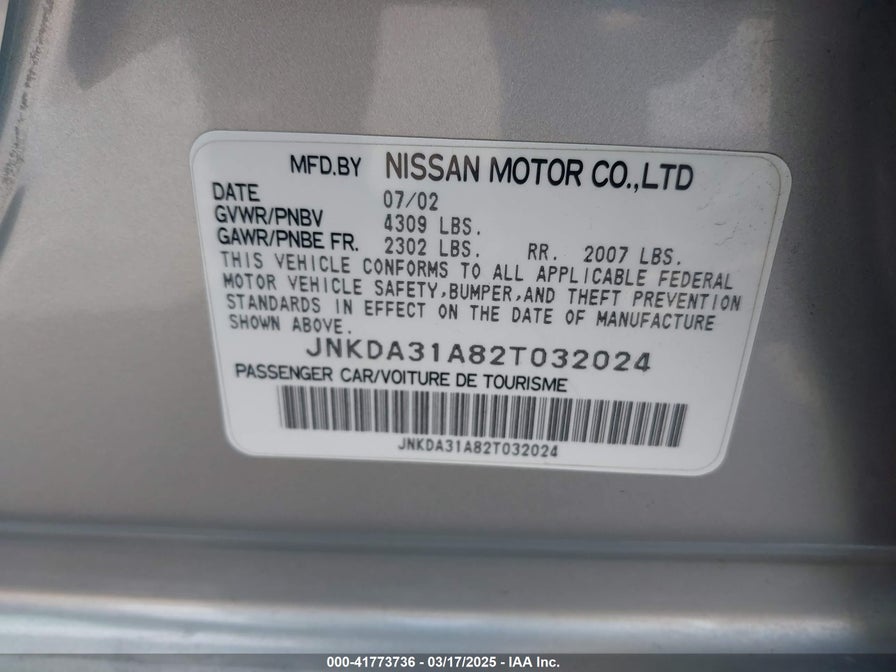 MFD.BY NISSAN MOTOR CO.,LTD
DATE 07/02
GVWR/PNBV 4309 LBS.
GAWR/PNBE FR. 2302 LBS. RR. 2007 LBS.
THIS VEHICLE CONFORMS TO ALL APPLICABLE FEDERAL
MOTOR VEHICLE SAFETY,BUMPER,AND THEFT PREVENTION
STANDARDS IN EFFECT ON THE DATE OF MANUFACTURE
SHOWN ABOVE.
JNKDA31A82T032024
PASSENGER CAR/VOITURE DE TOURISME
JNKDA31A82T032024
000-41773736 - 03/17/2025 - IAA Inc.